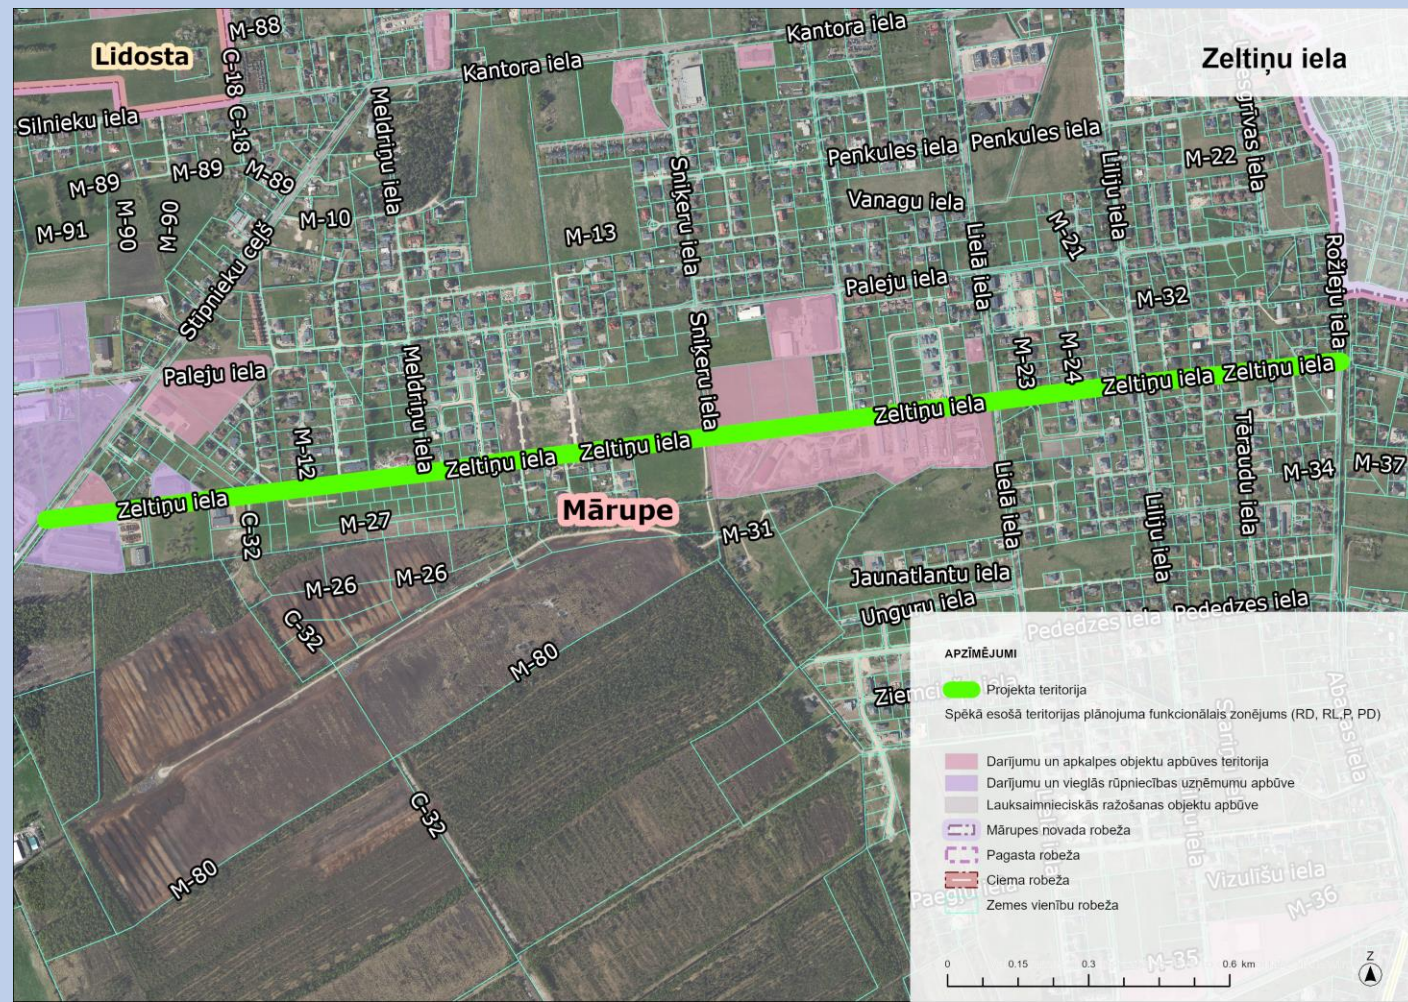 Zeltiņu iela
Lidosta
M-88
C-18
C-18
Kantora iela
Kantora iela
Silnieku iela
M-89
M-89
M-89
M-90
M-90
M-91
M-10
Meldriņu iela
M-13
Stīpnieku ceļš
Sniķeru iela
Penkules iela
Penkules iela
Vanagu iela
Liliju iela
M-22
M-21
Lielā iela
Rožleju iela
Paleju iela
M-32
Paleju iela
Meldriņu iela
Sniķeru iela
M-23
M-24
Zeltiņu iela
Zeltiņu iela
Zeltiņu iela
Zeltiņu iela
Zeltiņu iela
Zeltiņu iela
M-12
C-32
M-27
Mārupe
M-31
Lielā iela
Liliju iela
Tēraudu iela
M-34
M-37
M-26
M-26
C-32
Jaunatlantu iela
Unguru iela
Pededzes iela
Pededzes iela
M-80
C-32
M-80
APZĪMĒJUMI
Projekta teritorija
Spēkā esošā teritorijas plānojuma funkcionālais zonējums (RD, RL,P, PD)
Darījumu un apkalpes objektu apbūves teritorija
Darījumu un vieglās rūpniecības uzņēmumu apbūve
Lauksaimnieciskās ražošanas objektu apbūve
Mārupes novada robeža
Pagasta robeža
Ciema robeža
Zemes vienību robeža
Vizulīšu iela
M-36
M-35
0 0.15 0.3 0.6 km
Z